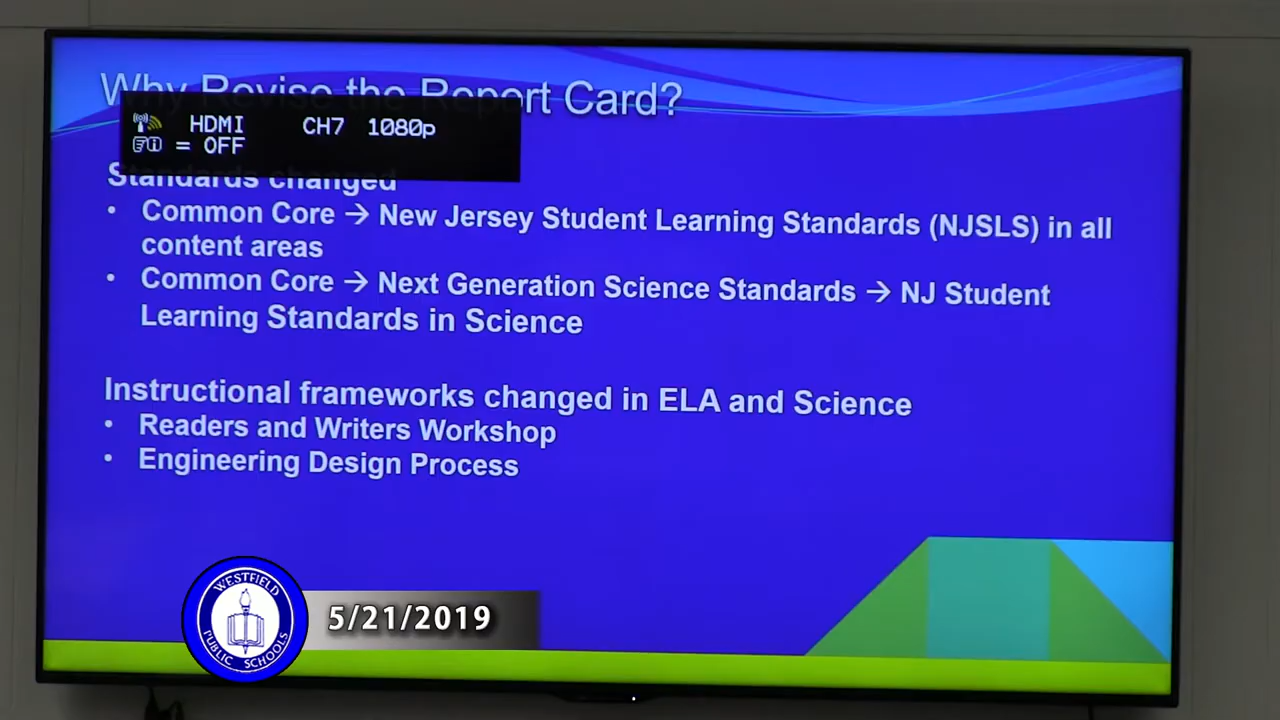 Why Revise the Report Card?
HDMI CH7 1080p
= OFF
Standards changed
• Common Core → New Jersey Student Learning Standards (NJSLS) in all
content areas
• Common Core → Next Generation Science Standards → NJ Student
Learning Standards in Science
Instructional frameworks changed in ELA and Science
• Readers and Writers Workshop
• Engineering Design Process
WESTFIELD
PUBLIC SCHOOLS
5/21/2019